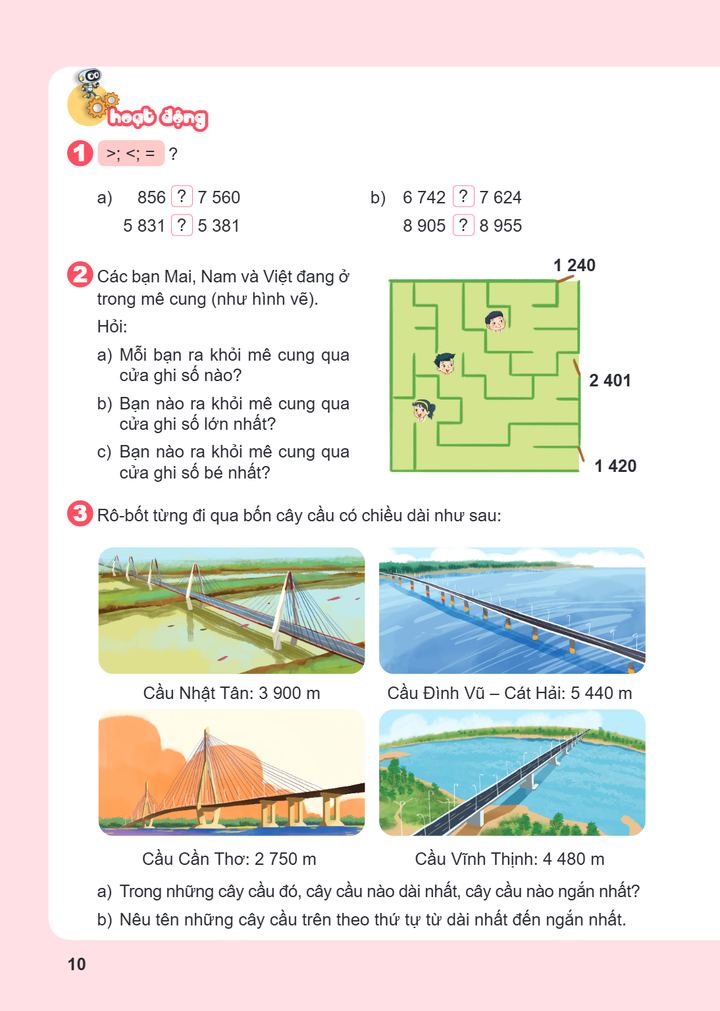 hoạt động
1 >; <; = ?
a) 856 ? 7 560
5 831 ? 5 381
b) 6 742 ? 7 624
8 905 ? 8 955
2 Các bạn Mai, Nam và Việt đang ở
trong mê cung (như hình vẽ).
Hỏi:
a) Mỗi bạn ra khỏi mê cung qua
cửa ghi số nào?
b) Bạn nào ra khỏi mê cung qua
cửa ghi số lớn nhất?
c) Bạn nào ra khỏi mê cung qua
cửa ghi số bé nhất?
1 240
2 401
1 420
3 Rô-bốt từng đi qua bốn cây cầu có chiều dài như sau:
Cầu Nhật Tân: 3 900 m
Cầu Đình Vũ – Cát Hải: 5 440 m
Cầu Cần Thơ: 2 750 m
Cầu Vĩnh Thịnh: 4 480 m
a) Trong những cây cầu đó, cây cầu nào dài nhất, cây cầu nào ngắn nhất?
b) Nêu tên những cây cầu trên theo thứ tự từ dài nhất đến ngắn nhất.
10